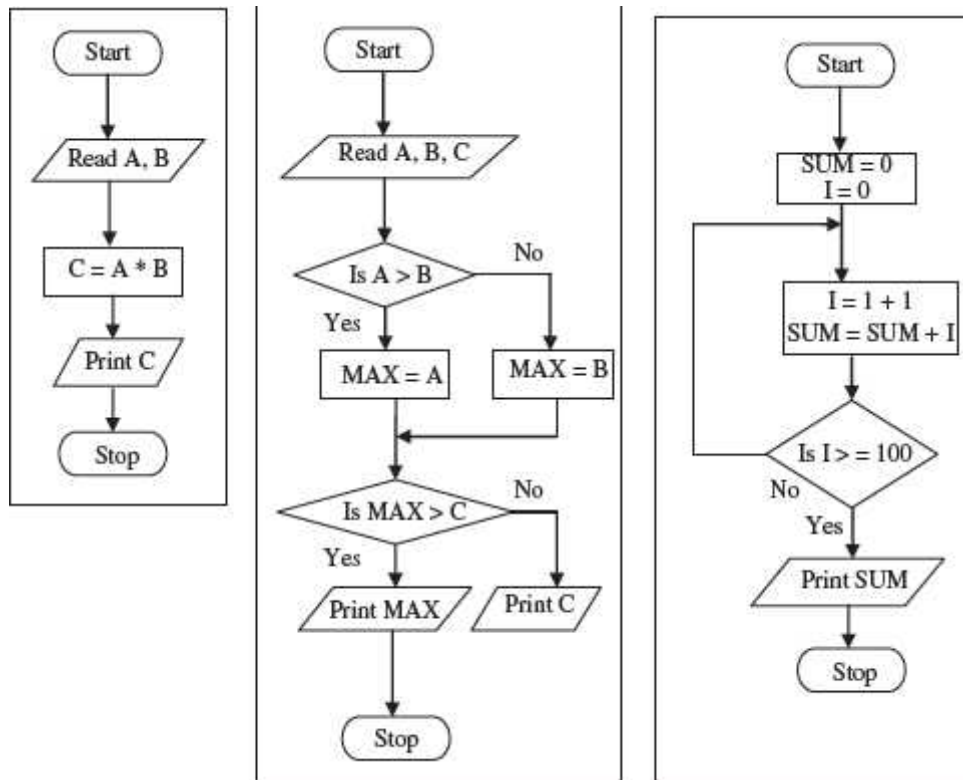 Start
Read A, B
C = A * B
Print C
Stop
Start
Read A, B, C
Is A > B
No
Yes
MAX = A
MAX = B
Is MAX > C
No
Yes
Print MAX
Print C
Stop
Start
SUM = 0
I = 0
I = 1 + 1
SUM = SUM + I
Is I > = 100
No
Yes
Print SUM
Stop